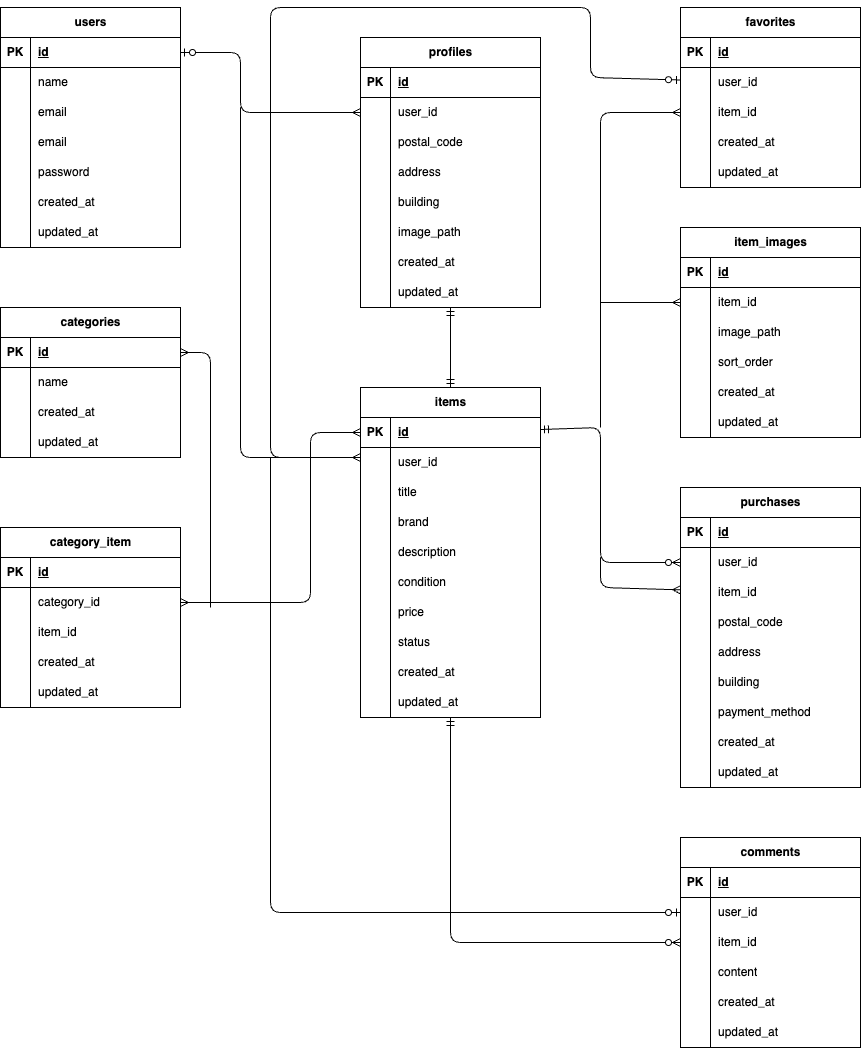 users
PK id
name
email
email
password
created_at
updated_at
categories
PK id
name
created_at
updated_at
category_item
PK id
category_id
item_id
created_at
updated_at
profiles
PK id
user_id
postal_code
address
building
image_path
created_at
updated_at
items
PK id
user_id
title
brand
description
condition
price
status
created_at
updated_at
favorites
PK id
user_id
item_id
created_at
updated_at
item_images
PK id
item_id
image_path
sort_order
created_at
updated_at
purchases
PK id
user_id
item_id
postal_code
address
building
payment_method
created_at
updated_at
comments
PK id
user_id
item_id
content
created_at
updated_at